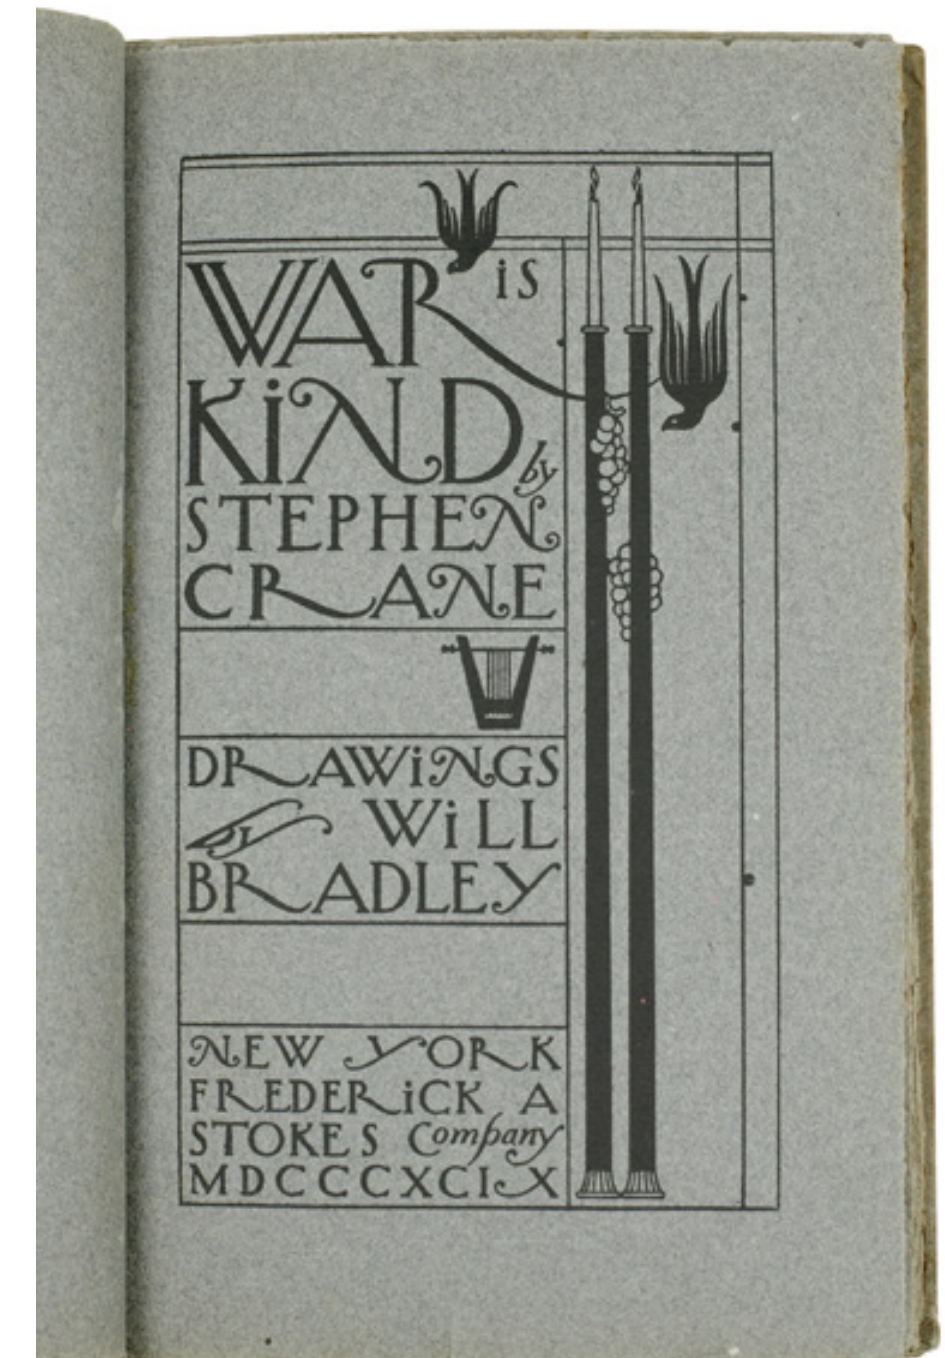 WAR iS
KiND by
STEPHEN
CRANE
DRAWiNGS
by WiLL
BRADLEY
NEW YORK
FREDERiCK A
STOKES Company
MDCCCXCIX